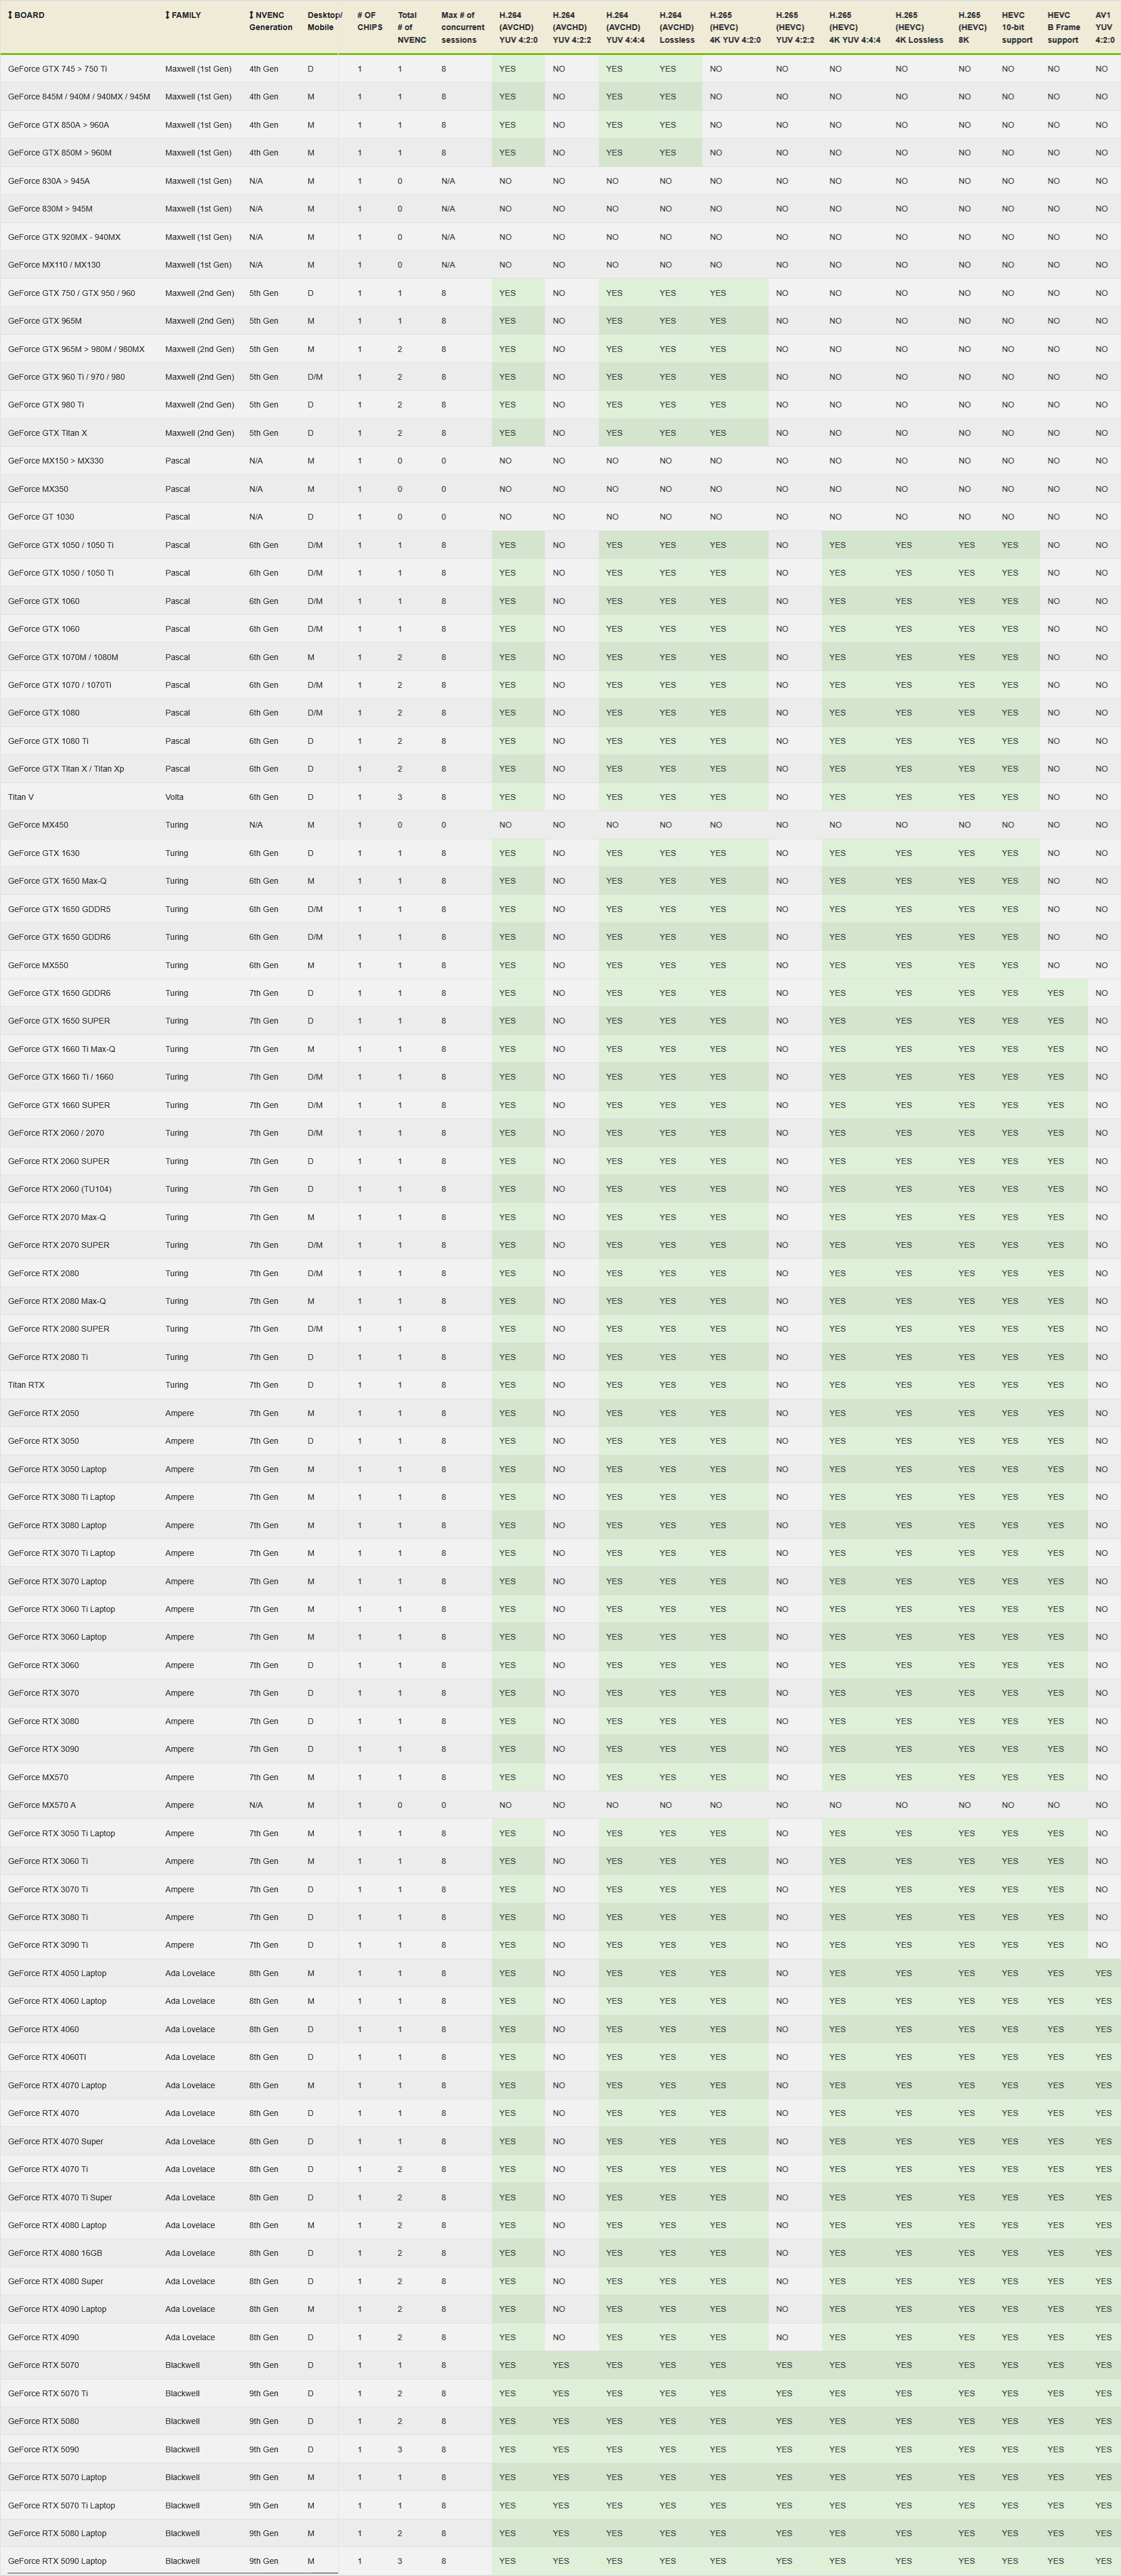 ↕ BOARD ↕ FAMILY ↕ NVENC Generation Desktop/ Mobile # OF CHIPS Total # of NVENC Max # of concurrent sessions H.264 (AVCHD) YUV 4:2:0 H.264 (AVCHD) YUV 4:2:2 H.264 (AVCHD) YUV 4:4:4 H.264 (AVCHD) Lossless H.265 (HEVC) 4K YUV 4:2:0 H.265 (HEVC) YUV 4:2:2 H.265 (HEVC) 4K YUV 4:4:4 H.265 (HEVC) 4K Lossless H.265 (HEVC) 8K HEVC 10-bit support HEVC B Frame support AV1 YUV 4:2:0
GeForce GTX 745 > 750 Ti Maxwell (1st Gen) 4th Gen D 1 1 8 YES NO YES YES NO NO NO NO NO NO NO NO
GeForce 845M / 940M / 940MX / 945M Maxwell (1st Gen) 4th Gen M 1 1 8 YES NO YES YES NO NO NO NO NO NO NO NO
GeForce GTX 850A > 960A Maxwell (1st Gen) 4th Gen M 1 1 8 YES NO YES YES NO NO NO NO NO NO NO NO
GeForce GTX 850M > 960M Maxwell (1st Gen) 4th Gen M 1 1 8 YES NO YES YES NO NO NO NO NO NO NO NO
GeForce 830A > 945A Maxwell (1st Gen) N/A M 1 0 N/A NO NO NO NO NO NO NO NO NO NO NO NO
GeForce 830M > 945M Maxwell (1st Gen) N/A M 1 0 N/A NO NO NO NO NO NO NO NO NO NO NO NO
GeForce GTX 920MX - 940MX Maxwell (1st Gen) N/A M 1 0 N/A NO NO NO NO NO NO NO NO NO NO NO NO
GeForce MX110 / MX130 Maxwell (1st Gen) N/A M 1 0 N/A NO NO NO NO NO NO NO NO NO NO NO NO
GeForce GTX 750 / GTX 950 / 960 Maxwell (2nd Gen) 5th Gen D 1 1 8 YES NO YES YES YES NO NO NO NO NO NO NO
GeForce GTX 965M Maxwell (2nd Gen) 5th Gen M 1 1 8 YES NO YES YES YES NO NO NO NO NO NO NO
GeForce GTX 965M > 980M / 980MX Maxwell (2nd Gen) 5th Gen M 1 2 8 YES NO YES YES YES NO NO NO NO NO NO NO
GeForce GTX 960 Ti / 970 / 980 Maxwell (2nd Gen) 5th Gen D/M 1 2 8 YES NO YES YES YES NO NO NO NO NO NO NO
GeForce GTX 980 Ti Maxwell (2nd Gen) 5th Gen D 1 2 8 YES NO YES YES YES NO NO NO NO NO NO NO
GeForce GTX Titan X Maxwell (2nd Gen) 5th Gen D 1 2 8 YES NO YES YES YES NO NO NO NO NO NO NO
GeForce MX150 > MX330 Pascal N/A M 1 0 0 NO NO NO NO NO NO NO NO NO NO NO NO
GeForce MX350 Pascal N/A M 1 0 0 NO NO NO NO NO NO NO NO NO NO NO NO
GeForce GT 1030 Pascal N/A D 1 0 0 NO NO NO NO NO NO NO NO NO NO NO NO
GeForce GTX 1050 / 1050 Ti Pascal 6th Gen D/M 1 1 8 YES NO YES YES YES NO YES YES YES YES NO NO
GeForce GTX 1050 / 1050 Ti Pascal 6th Gen D/M 1 1 8 YES NO YES YES YES NO YES YES YES YES NO NO
GeForce GTX 1060 Pascal 6th Gen D/M 1 1 8 YES NO YES YES YES NO YES YES YES YES NO NO
GeForce GTX 1060 Pascal 6th Gen D/M 1 1 8 YES NO YES YES YES NO YES YES YES YES NO NO
GeForce GTX 1070M / 1080M Pascal 6th Gen M 1 2 8 YES NO YES YES YES NO YES YES YES YES NO NO
GeForce GTX 1070 / 1070Ti Pascal 6th Gen D/M 1 2 8 YES NO YES YES YES NO YES YES YES YES NO NO
GeForce GTX 1080 Pascal 6th Gen D/M 1 2 8 YES NO YES YES YES NO YES YES YES YES NO NO
GeForce GTX 1080 Ti Pascal 6th Gen D 1 2 8 YES NO YES YES YES NO YES YES YES YES NO NO
GeForce GTX Titan X / Titan Xp Pascal 6th Gen D 1 2 8 YES NO YES YES YES NO YES YES YES YES NO NO
Titan V Volta 6th Gen D 1 3 8 YES NO YES YES YES NO YES YES YES YES NO NO
GeForce MX450 Turing N/A M 1 0 0 NO NO NO NO NO NO NO NO NO NO NO NO
GeForce GTX 1630 Turing 6th Gen D 1 1 8 YES NO YES YES YES NO YES YES YES YES NO NO
GeForce GTX 1650 Max-Q Turing 6th Gen M 1 1 8 YES NO YES YES YES NO YES YES YES YES NO NO
GeForce GTX 1650 GDDR5 Turing 6th Gen D/M 1 1 8 YES NO YES YES YES NO YES YES YES YES NO NO
GeForce GTX 1650 GDDR6 Turing 6th Gen D/M 1 1 8 YES NO YES YES YES NO YES YES YES YES NO NO
GeForce MX550 Turing 6th Gen M 1 1 8 YES NO YES YES YES NO YES YES YES YES NO NO
GeForce GTX 1650 GDDR6 Turing 7th Gen D 1 1 8 YES NO YES YES YES NO YES YES YES YES YES NO
GeForce GTX 1650 SUPER Turing 7th Gen D 1 1 8 YES NO YES YES YES NO YES YES YES YES YES NO
GeForce GTX 1660 Ti Max-Q Turing 7th Gen M 1 1 8 YES NO YES YES YES NO YES YES YES YES YES NO
GeForce GTX 1660 Ti / 1660 Turing 7th Gen D/M 1 1 8 YES NO YES YES YES NO YES YES YES YES YES NO
GeForce GTX 1660 SUPER Turing 7th Gen D/M 1 1 8 YES NO YES YES YES NO YES YES YES YES YES NO
GeForce RTX 2060 / 2070 Turing 7th Gen D/M 1 1 8 YES NO YES YES YES NO YES YES YES YES YES NO
GeForce RTX 2060 SUPER Turing 7th Gen D 1 1 8 YES NO YES YES YES NO YES YES YES YES YES NO
GeForce RTX 2060 (TU104) Turing 7th Gen D 1 1 8 YES NO YES YES YES NO YES YES YES YES YES NO
GeForce RTX 2070 Max-Q Turing 7th Gen M 1 1 8 YES NO YES YES YES NO YES YES YES YES YES NO
GeForce RTX 2070 SUPER Turing 7th Gen D/M 1 1 8 YES NO YES YES YES NO YES YES YES YES YES NO
GeForce RTX 2080 Turing 7th Gen D/M 1 1 8 YES NO YES YES YES NO YES YES YES YES YES NO
GeForce RTX 2080 Max-Q Turing 7th Gen M 1 1 8 YES NO YES YES YES NO YES YES YES YES YES NO
GeForce RTX 2080 SUPER Turing 7th Gen D/M 1 1 8 YES NO YES YES YES NO YES YES YES YES YES NO
GeForce RTX 2080 Ti Turing 7th Gen D 1 1 8 YES NO YES YES YES NO YES YES YES YES YES NO
Titan RTX Turing 7th Gen D 1 1 8 YES NO YES YES YES NO YES YES YES YES YES NO
GeForce RTX 2050 Ampere 7th Gen M 1 1 8 YES NO YES YES YES NO YES YES YES YES YES NO
GeForce RTX 3050 Ampere 7th Gen D 1 1 8 YES NO YES YES YES NO YES YES YES YES YES NO
GeForce RTX 3050 Laptop Ampere 7th Gen M 1 1 8 YES NO YES YES YES NO YES YES YES YES YES NO
GeForce RTX 3080 Ti Laptop Ampere 7th Gen M 1 1 8 YES NO YES YES YES NO YES YES YES YES YES NO
GeForce RTX 3080 Laptop Ampere 7th Gen M 1 1 8 YES NO YES YES YES NO YES YES YES YES YES NO
GeForce RTX 3070 Ti Laptop Ampere 7th Gen M 1 1 8 YES NO YES YES YES NO YES YES YES YES YES NO
GeForce RTX 3070 Laptop Ampere 7th Gen M 1 1 8 YES NO YES YES YES NO YES YES YES YES YES NO
GeForce RTX 3060 Ti Laptop Ampere 7th Gen M 1 1 8 YES NO YES YES YES NO YES YES YES YES YES NO
GeForce RTX 3060 Laptop Ampere 7th Gen M 1 1 8 YES NO YES YES YES NO YES YES YES YES YES NO
GeForce RTX 3060 Ampere 7th Gen D 1 1 8 YES NO YES YES YES NO YES YES YES YES YES NO
GeForce RTX 3070 Ampere 7th Gen D 1 1 8 YES NO YES YES YES NO YES YES YES YES YES NO
GeForce RTX 3080 Ampere 7th Gen D 1 1 8 YES NO YES YES YES NO YES YES YES YES YES NO
GeForce RTX 3090 Ampere 7th Gen D 1 1 8 YES NO YES YES YES NO YES YES YES YES YES NO
GeForce MX570 Ampere 7th Gen M 1 1 8 YES NO YES YES YES NO YES YES YES YES YES NO
GeForce MX570 A Ampere N/A M 1 0 0 NO NO NO NO NO NO NO NO NO NO NO NO
GeForce RTX 3050 Ti Laptop Ampere 7th Gen M 1 1 8 YES NO YES YES YES NO YES YES YES YES YES NO
GeForce RTX 3060 Ti Ampere 7th Gen M 1 1 8 YES NO YES YES YES NO YES YES YES YES YES NO
GeForce RTX 3070 Ti Ampere 7th Gen D 1 1 8 YES NO YES YES YES NO YES YES YES YES YES NO
GeForce RTX 3080 Ti Ampere 7th Gen D 1 1 8 YES NO YES YES YES NO YES YES YES YES YES NO
GeForce RTX 3090 Ti Ampere 7th Gen D 1 1 8 YES NO YES YES YES NO YES YES YES YES YES NO
GeForce RTX 4050 Laptop Ada Lovelace 8th Gen M 1 1 8 YES NO YES YES YES NO YES YES YES YES YES YES
GeForce RTX 4060 Laptop Ada Lovelace 8th Gen M 1 1 8 YES NO YES YES YES NO YES YES YES YES YES YES
GeForce RTX 4060 Ada Lovelace 8th Gen D 1 1 8 YES NO YES YES YES NO YES YES YES YES YES YES
GeForce RTX 4060TI Ada Lovelace 8th Gen D 1 1 8 YES NO YES YES YES NO YES YES YES YES YES YES
GeForce RTX 4070 Laptop Ada Lovelace 8th Gen M 1 1 8 YES NO YES YES YES NO YES YES YES YES YES YES
GeForce RTX 4070 Ada Lovelace 8th Gen D 1 1 8 YES NO YES YES YES NO YES YES YES YES YES YES
GeForce RTX 4070 Super Ada Lovelace 8th Gen D 1 1 8 YES NO YES YES YES NO YES YES YES YES YES YES
GeForce RTX 4070 Ti Ada Lovelace 8th Gen D 1 2 8 YES NO YES YES YES NO YES YES YES YES YES YES
GeForce RTX 4070 Ti Super Ada Lovelace 8th Gen D 1 2 8 YES NO YES YES YES NO YES YES YES YES YES YES
GeForce RTX 4080 Laptop Ada Lovelace 8th Gen M 1 2 8 YES NO YES YES YES NO YES YES YES YES YES YES
GeForce RTX 4080 16GB Ada Lovelace 8th Gen D 1 2 8 YES NO YES YES YES NO YES YES YES YES YES YES
GeForce RTX 4080 Super Ada Lovelace 8th Gen D 1 2 8 YES NO YES YES YES NO YES YES YES YES YES YES
GeForce RTX 4090 Laptop Ada Lovelace 8th Gen M 1 2 8 YES NO YES YES YES NO YES YES YES YES YES YES
GeForce RTX 4090 Ada Lovelace 8th Gen D 1 2 8 YES NO YES YES YES NO YES YES YES YES YES YES
GeForce RTX 5070 Blackwell 9th Gen D 1 1 8 YES YES YES YES YES YES YES YES YES YES YES YES
GeForce RTX 5070 Ti Blackwell 9th Gen D 1 2 8 YES YES YES YES YES YES YES YES YES YES YES YES
GeForce RTX 5080 Blackwell 9th Gen D 1 2 8 YES YES YES YES YES YES YES YES YES YES YES YES
GeForce RTX 5090 Blackwell 9th Gen D 1 3 8 YES YES YES YES YES YES YES YES YES YES YES YES
GeForce RTX 5070 Laptop Blackwell 9th Gen M 1 1 8 YES YES YES YES YES YES YES YES YES YES YES YES
GeForce RTX 5070 Ti Laptop Blackwell 9th Gen M 1 1 8 YES YES YES YES YES YES YES YES YES YES YES YES
GeForce RTX 5080 Laptop Blackwell 9th Gen M 1 2 8 YES YES YES YES YES YES YES YES YES YES YES YES
GeForce RTX 5090 Laptop Blackwell 9th Gen M 1 3 8 YES YES YES YES YES YES YES YES YES YES YES YES